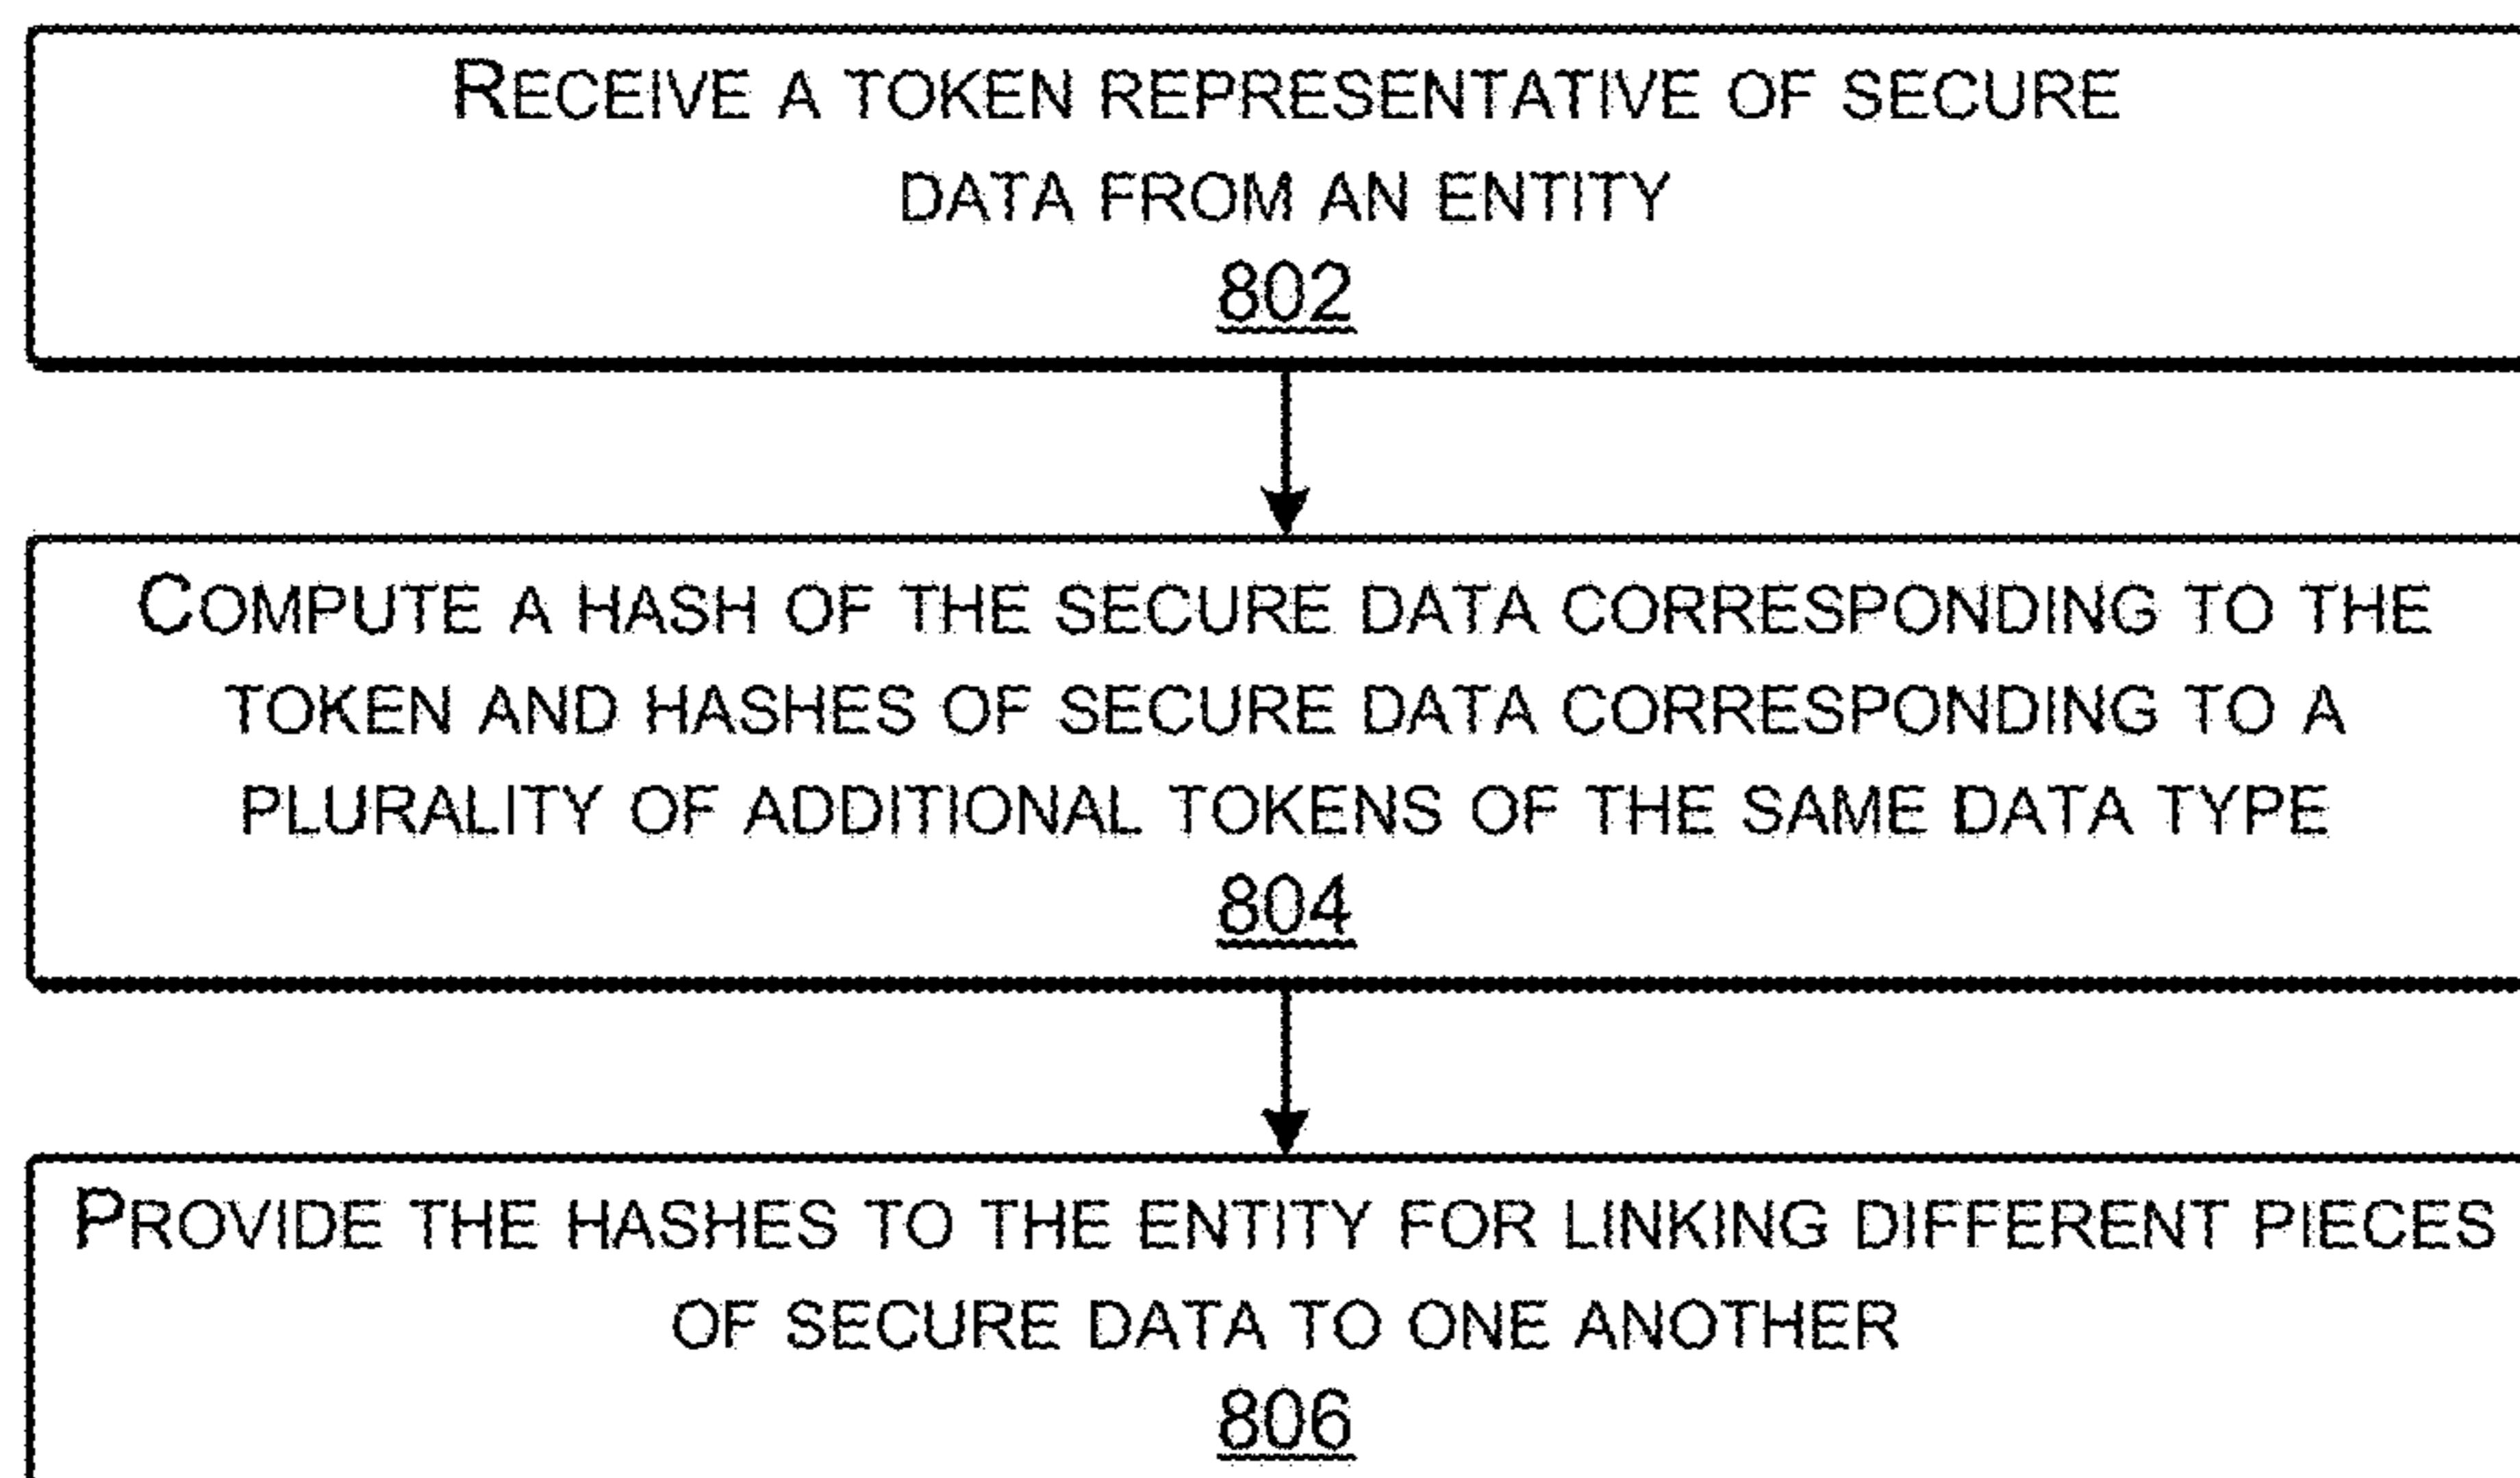 RECEIVE A TOKEN REPRESENTATIVE OF SECURE
DATA FROM AN ENTITY
802
COMPUTE A HASH OF THE SECURE DATA CORRESPONDING TO THE
TOKEN AND HASHES OF SECURE DATA CORRESPONDING TO A
PLURALITY OF ADDITIONAL TOKENS OF THE SAME DATA TYPE
804
PROVIDE THE HASHES TO THE ENTITY FOR LINKING DIFFERENT PIECES
OF SECURE DATA TO ONE ANOTHER
806